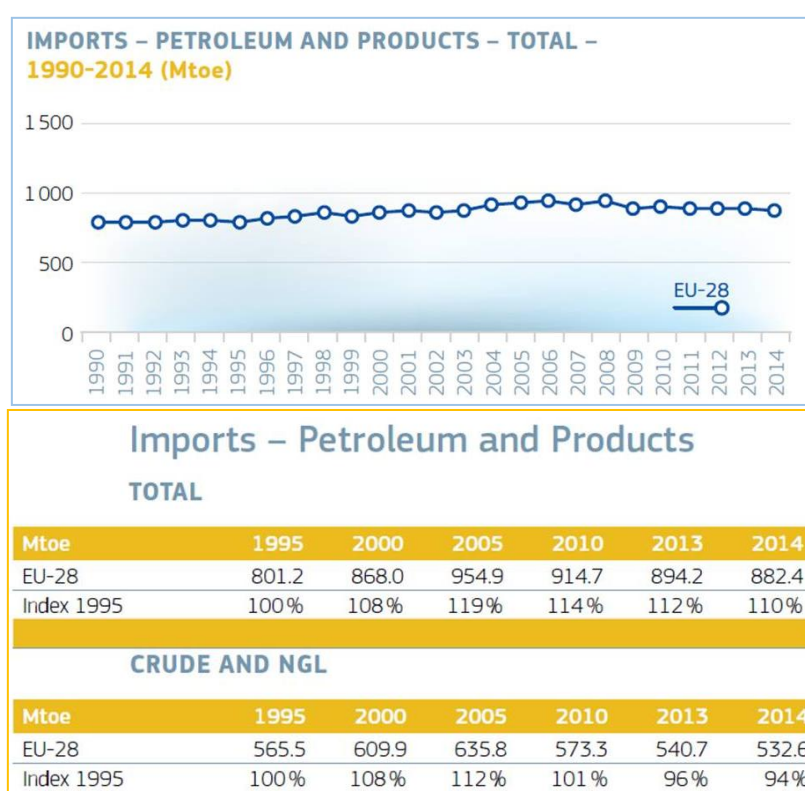 IMPORTS – PETROLEUM AND PRODUCTS – TOTAL –
1990-2014 (Mtoe)
1 500
1 000
500
0
EU-28
1990 1991 1992 1993 1994 1995 1996 1997 1998 1999 2000 2001 2002 2003 2004 2005 2006 2007 2008 2009 2010 2011 2012 2013 2014
Imports – Petroleum and Products
TOTAL
Mtoe 1995 2000 2005 2010 2013 2014
EU-28 801.2 868.0 954.9 914.7 894.2 882.4
Index 1995 100 % 108 % 119 % 114 % 112 % 110 %
CRUDE AND NGL
Mtoe 1995 2000 2005 2010 2013 2014
EU-28 565.5 609.9 635.8 573.3 540.7 532.6
Index 1995 100 % 108 % 112 % 101 % 96 % 94 %